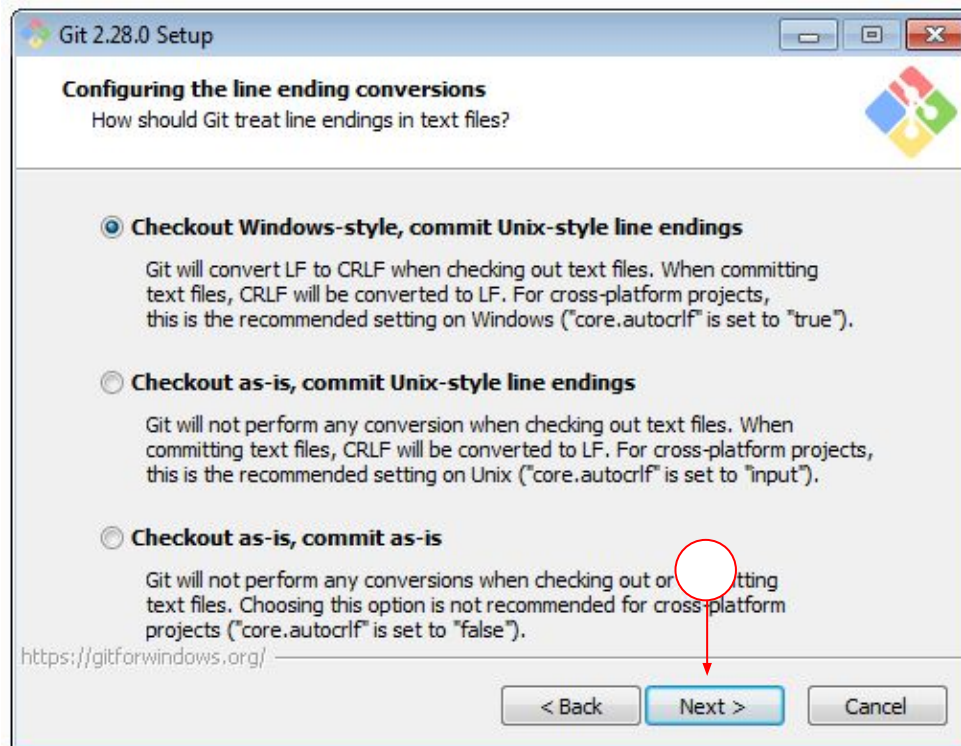 Git 2.28.0 Setup
Configuring the line ending conversions
How should Git treat line endings in text files?
Checkout Windows-style, commit Unix-style line endings
Git will convert LF to CRLF when checking out text files. When committing
text files, CRLF will be converted to LF. For cross-platform projects,
this is the recommended setting on Windows ("core.autocrlf" is set to "true").
Checkout as-is, commit Unix-style line endings
Git will not perform any conversion when checking out text files. When
committing text files, CRLF will be converted to LF. For cross-platform projects,
this is the recommended setting on Unix ("core.autocrlf" is set to "input").
Checkout as-is, commit as-is
Git will not perform any conversions when checking out or tting
text files. Choosing this option is not recommended for cross-platform
projects ("core.autocrlf" is set to "false").
https://gitforwindows.org/
< Back Next > Cancel